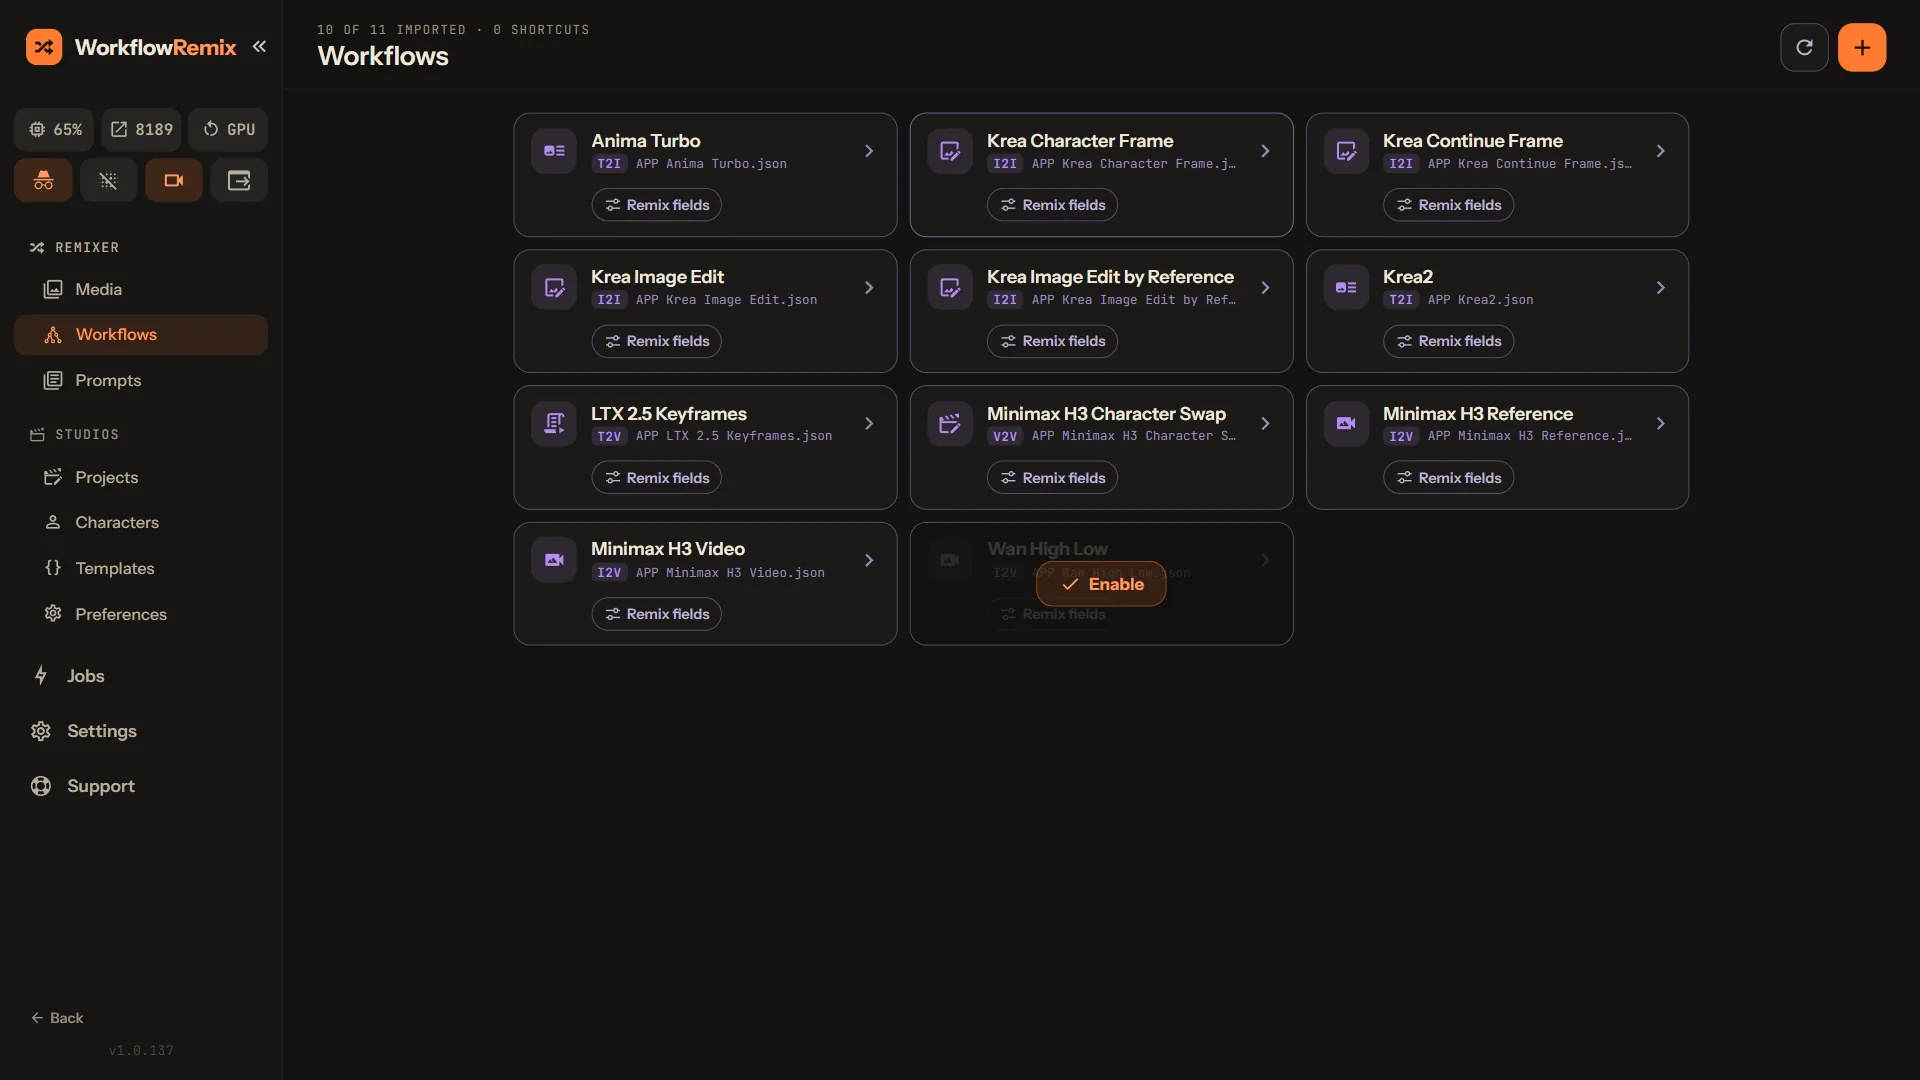 WorkflowRemix
65%
8189
GPU
REMIXER
Media
Workflows
Prompts
STUDIOS
Projects
Characters
Templates
Preferences
Jobs
Settings
Support
Back
v1.0.137
10 OF 11 IMPORTED · 0 SHORTCUTS
Workflows
Anima Turbo
T2I APP Anima Turbo.json
Remix fields
Krea Character Frame
I2I APP Krea Character Frame.j…
Remix fields
Krea Continue Frame
I2I APP Krea Continue Frame.js…
Remix fields
Krea Image Edit
I2I APP Krea Image Edit.json
Remix fields
Krea Image Edit by Reference
I2I APP Krea Image Edit by Ref…
Remix fields
Krea2
T2I APP Krea2.json
Remix fields
LTX 2.5 Keyframes
T2V APP LTX 2.5 Keyframes.json
Remix fields
Minimax H3 Character Swap
V2V APP Minimax H3 Character S…
Remix fields
Minimax H3 Reference
I2V APP Minimax H3 Reference.j…
Remix fields
Minimax H3 Video
I2V APP Minimax H3 Video.json
Remix fields
Wan High Low
I2V APP Wan High Low.json
Enable
Remix fields